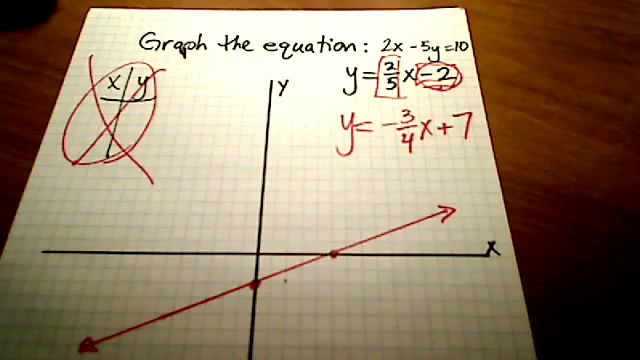 Graph the equation: 2x - 5y = 10
x y
y = 2/5 x - 2
y = -3/4 x + 7
Y
X